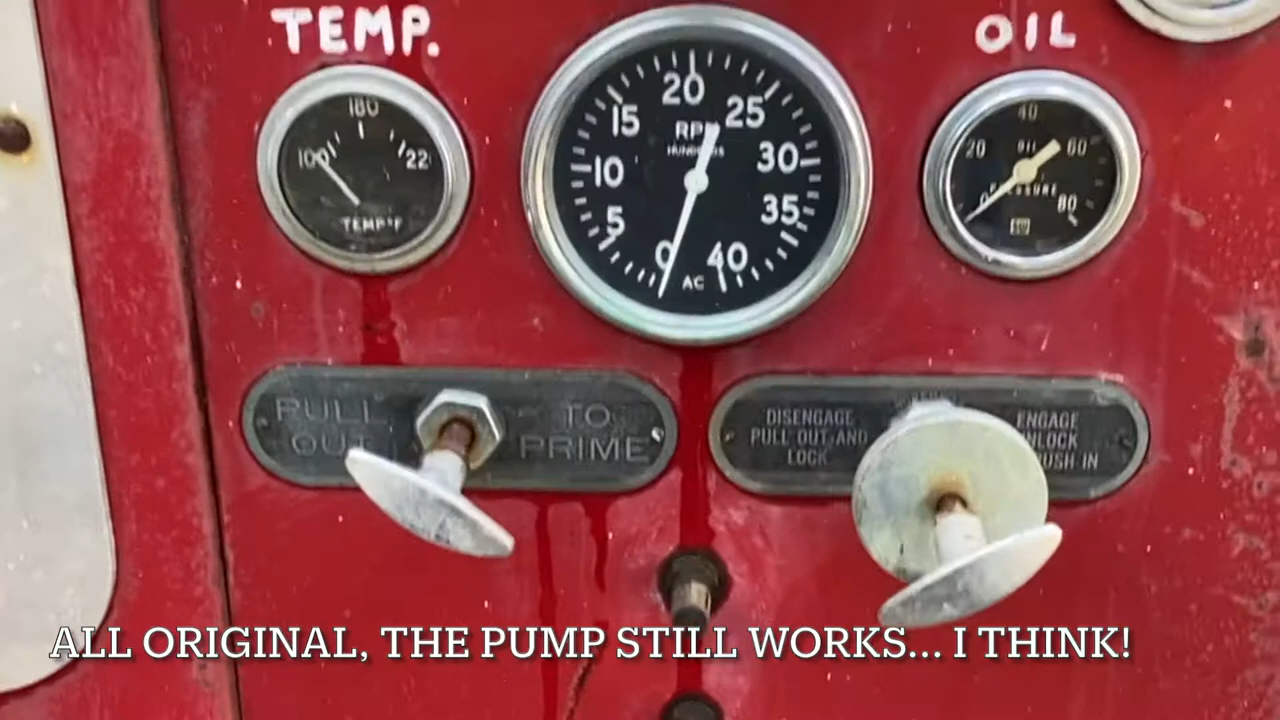 TEMP.
OIL
100
180
22
TEMP°F
0
5
10
15
20
25
30
35
40
RPM
HUNDREDS
AC
0
20
40
60
80
OIL
PRESSURE
SW
PULL
OUT
TO
PRIME
DISENGAGE
PULL OUT AND
LOCK
ENGAGE
UNLOCK
PUSH IN
ALL ORIGINAL, THE PUMP STILL WORKS... I THINK!